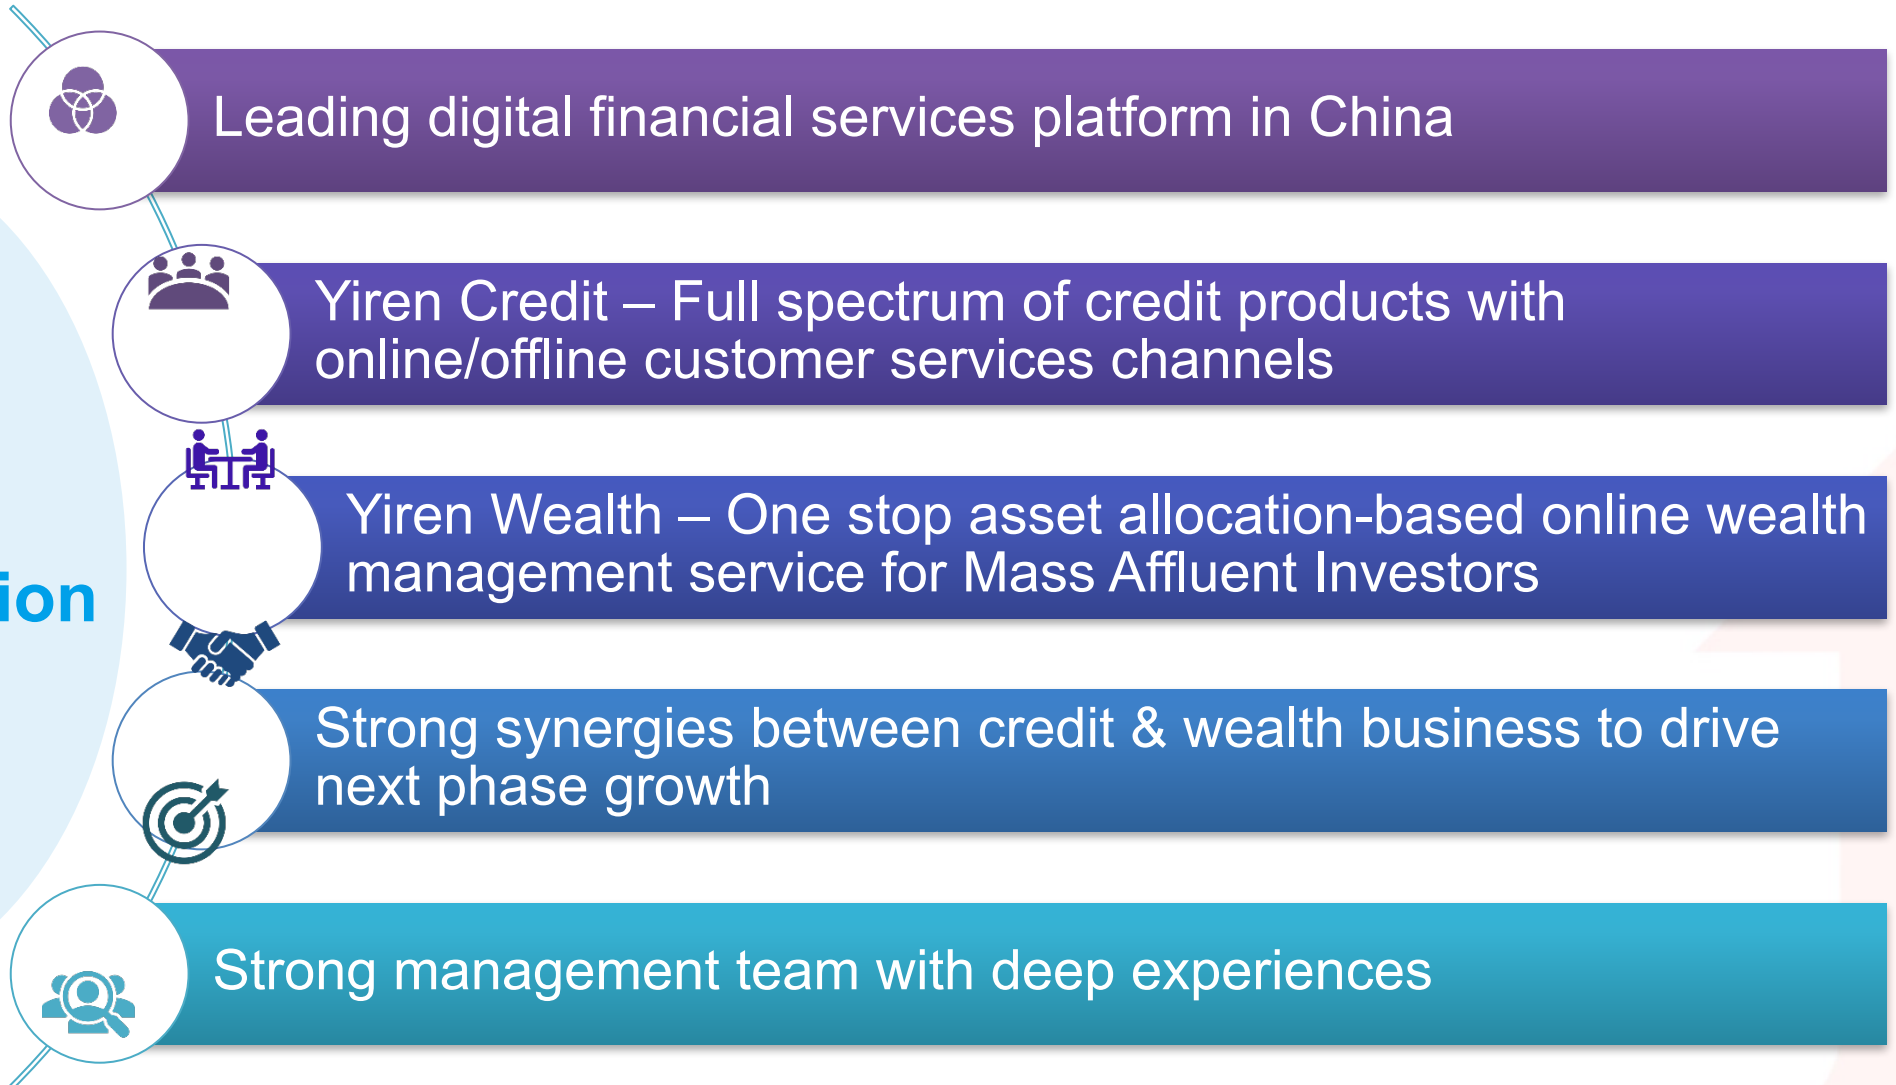 Leading digital financial services platform in China
Yiren Credit – Full spectrum of credit products with
online/offline customer services channels
Yiren Wealth – One stop asset allocation-based online wealth
management service for Mass Affluent Investors
ion
Strong synergies between credit & wealth business to drive
next phase growth
Strong management team with deep experiences